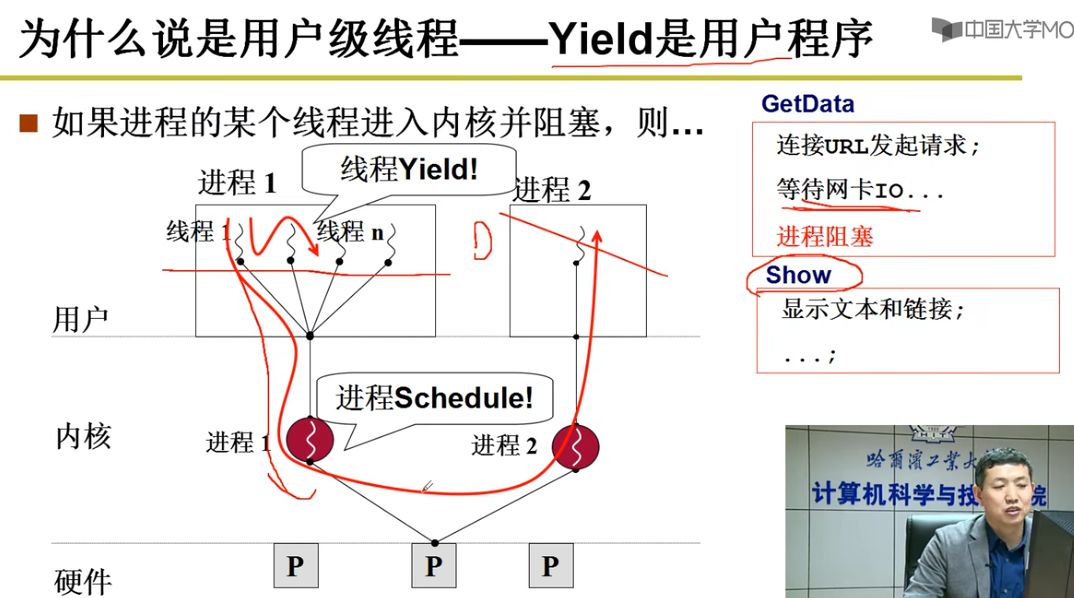 为什么说是用户级线程——Yield是用户程序
中国大学MO
■ 如果进程的某个线程进入内核并阻塞，则...
GetData
连接URL发起请求;
等待网卡IO...
进程阻塞
Show
显示文本和链接;
...;
线程Yield!
进程 1
进程 2
线程 1
线程 n
用户
进程Schedule!
内核
进程 1
进程 2
硬件
P
P
P
哈尔滨工业大
计算机科学与技
院